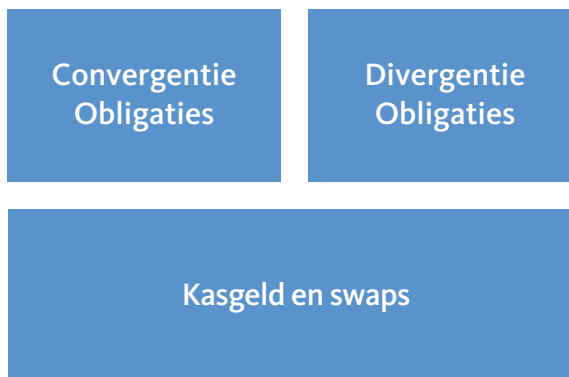 Convergentie
Obligaties
Divergentie
Obligaties
Kasgeld en swaps